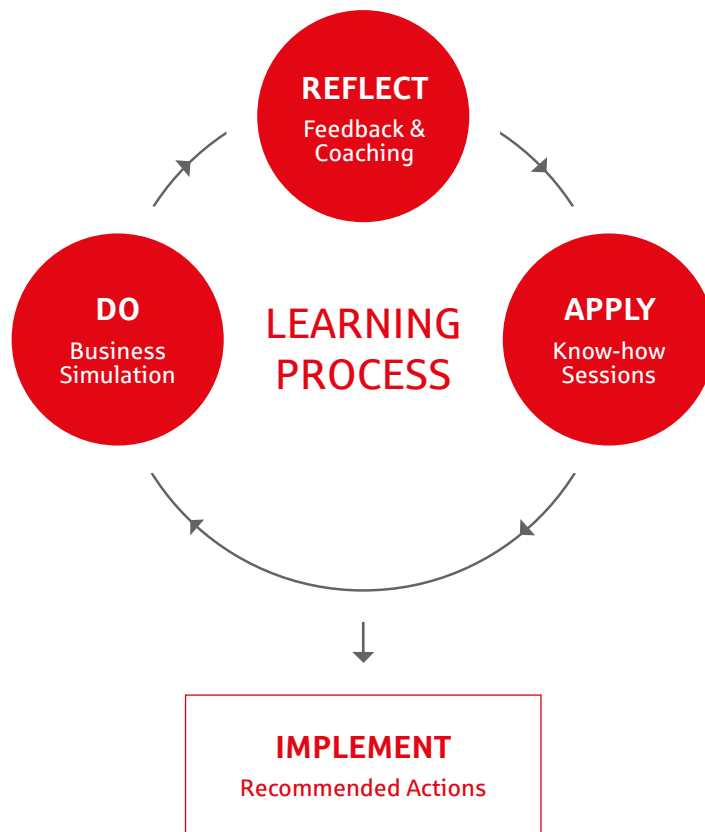 REFLECT
Feedback &
Coaching
DO
Business
Simulation
LEARNING
PROCESS
APPLY
Know-how
Sessions
IMPLEMENT
Recommended Actions